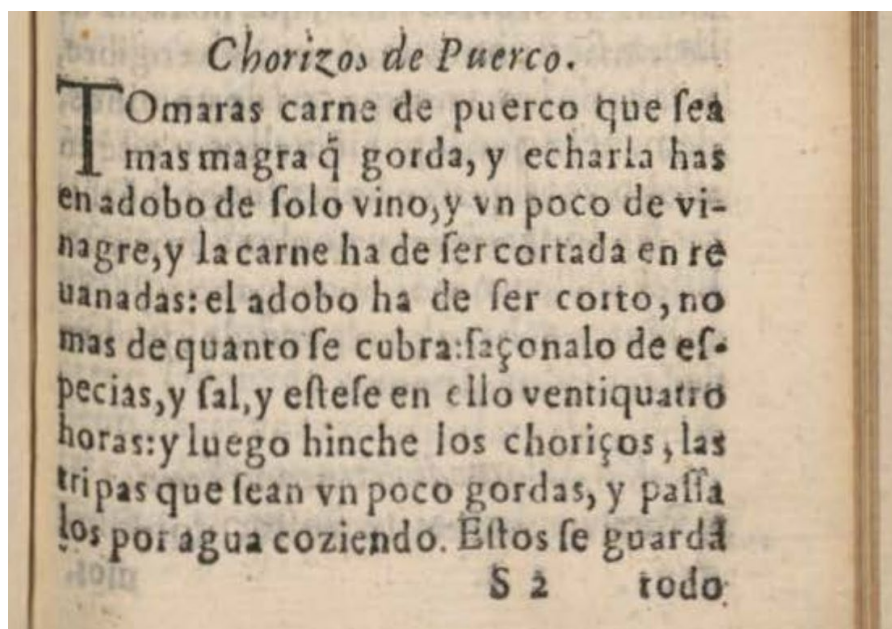 Chorizos de Puerco.
TOmaras carne de puerco que ſea
mas magra q̃ gorda, y echarla has
en adobo de ſolo vino, y vn poco de vi-
nagre, y la carne ha de ſer cortada en re
uanadas: el adobo ha de ſer corto, no
mas de quanto ſe cubra: ſaçonalo de eſ-
pecias, y ſal, y eſteſe en ello ventiquatro
horas: y luego hinche los choriços, las
tripas que ſean vn poco gordas, y paſſa
los por agua coziendo. Eſtos ſe guardã
S 2 todo